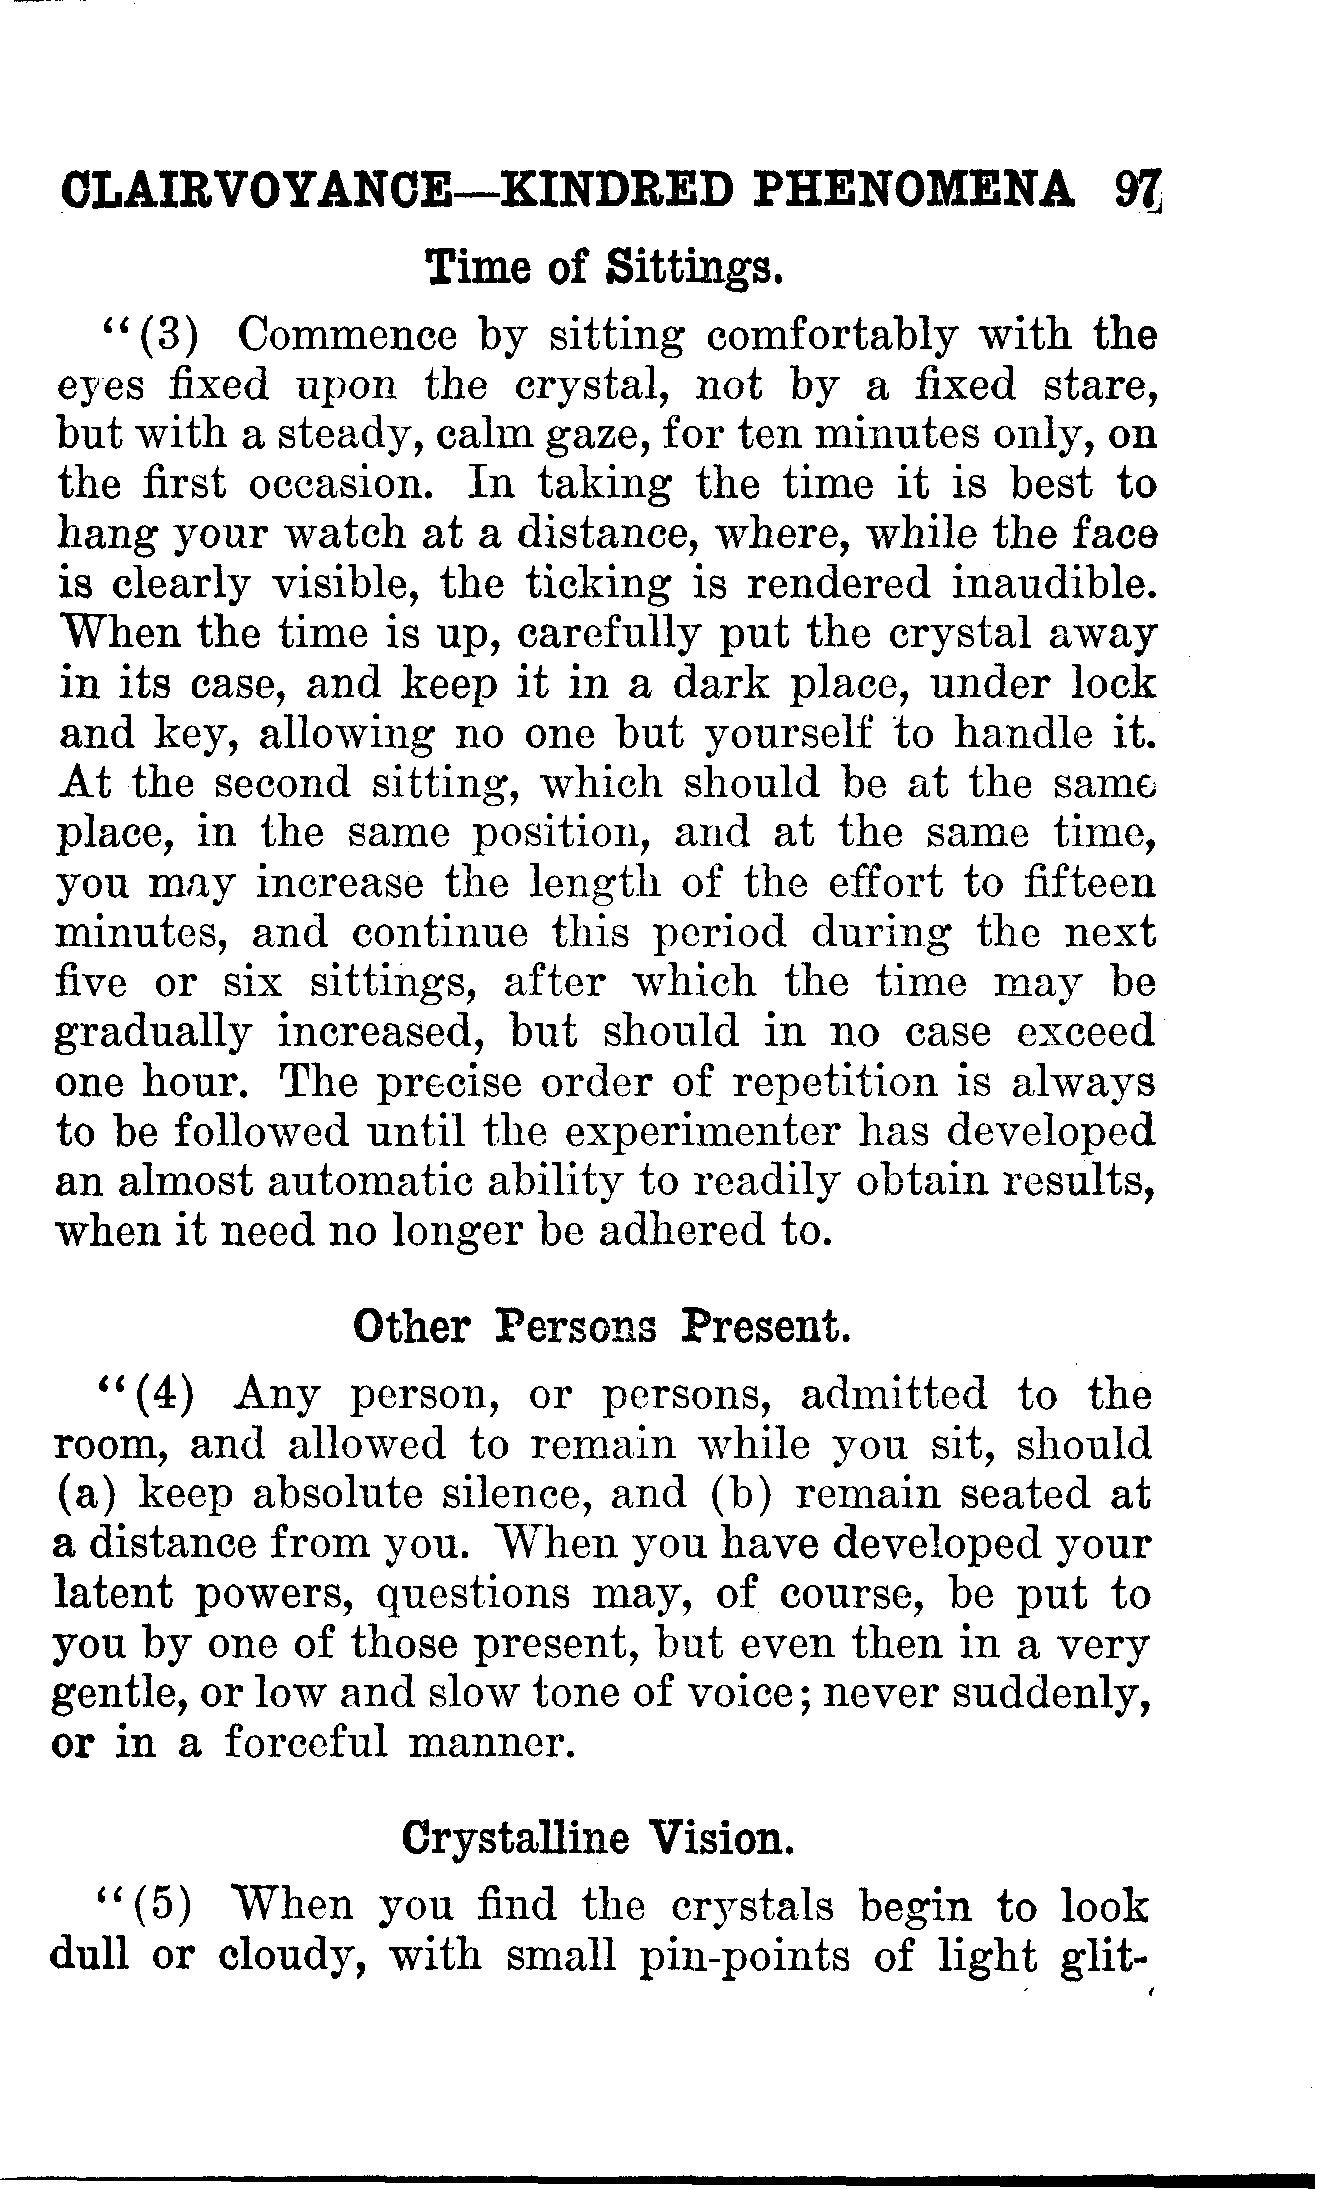 CLAIRVOYANCE—KINDRED PHENOMENA 97
Time of Sittings.
"(3) Commence by sitting comfortably with the
eyes fixed upon the crystal, not by a fixed stare,
but with a steady, calm gaze, for ten minutes only, on
the first occasion. In taking the time it is best to
hang your watch at a distance, where, while the face
is clearly visible, the ticking is rendered inaudible.
When the time is up, carefully put the crystal away
in its case, and keep it in a dark place, under lock
and key, allowing no one but yourself to handle it.
At the second sitting, which should be at the same
place, in the same position, and at the same time,
you may increase the length of the effort to fifteen
minutes, and continue this period during the next
five or six sittings, after which the time may be
gradually increased, but should in no case exceed
one hour. The precise order of repetition is always
to be followed until the experimenter has developed
an almost automatic ability to readily obtain results,
when it need no longer be adhered to.
Other Persons Present.
"(4) Any person, or persons, admitted to the
room, and allowed to remain while you sit, should
(a) keep absolute silence, and (b) remain seated at
a distance from you. When you have developed your
latent powers, questions may, of course, be put to
you by one of those present, but even then in a very
gentle, or low and slow tone of voice; never suddenly,
or in a forceful manner.
Crystalline Vision.
"(5) When you find the crystals begin to look
dull or cloudy, with small pin-points of light glit-